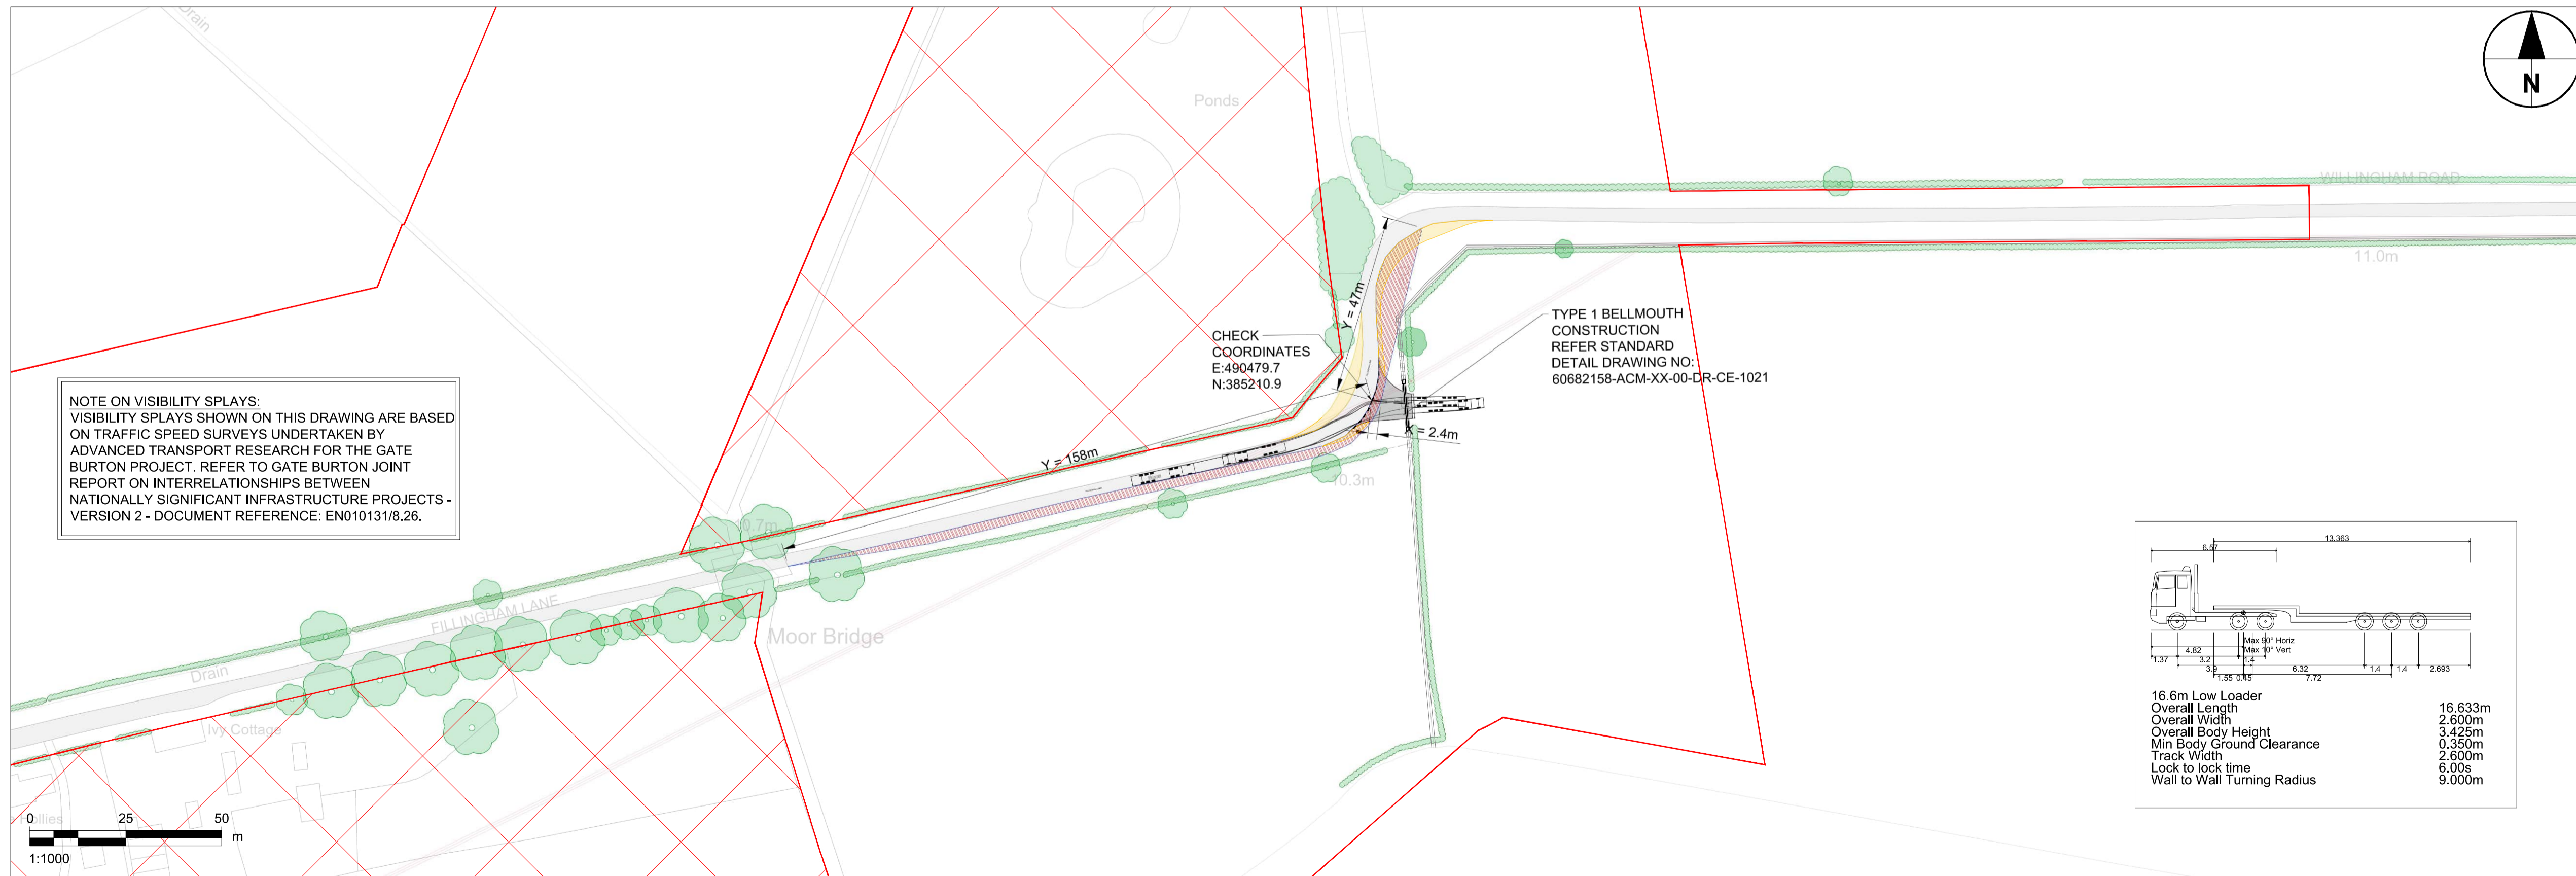 Drain
N
Ponds
WILLINGHAM ROAD
11.0m
Y = 47m
CHECK
COORDINATES
E:490479.7
N:385210.9
TYPE 1 BELLMOUTH
CONSTRUCTION
REFER STANDARD
DETAIL DRAWING NO:
60682158-ACM-XX-00-DR-CE-1021
NOTE ON VISIBILITY SPLAYS:
VISIBILITY SPLAYS SHOWN ON THIS DRAWING ARE BASED
ON TRAFFIC SPEED SURVEYS UNDERTAKEN BY
ADVANCED TRANSPORT RESEARCH FOR THE GATE
BURTON PROJECT. REFER TO GATE BURTON JOINT
REPORT ON INTERRELATIONSHIPS BETWEEN
NATIONALLY SIGNIFICANT INFRASTRUCTURE PROJECTS -
VERSION 2 - DOCUMENT REFERENCE: EN010131/8.26.
X = 2.4m
Y = 158m
10.3m
10.7m
FILLINGHAM LANE
Moor Bridge
Drain
Ivy Cottage
Hollies
0 25 50
m
1:1000
13.363
6.57
Max 90° Horiz
Max 10° Vert
4.82
1.37 3.2 1.4 6.32 1.4 1.4 2.693
3.9
1.55 0.45 7.72
16.6m Low Loader
Overall Length 16.633m
Overall Width 2.600m
Overall Body Height 3.425m
Min Body Ground Clearance 0.350m
Track Width 2.600m
Lock to lock time 6.00s
Wall to Wall Turning Radius 9.000m